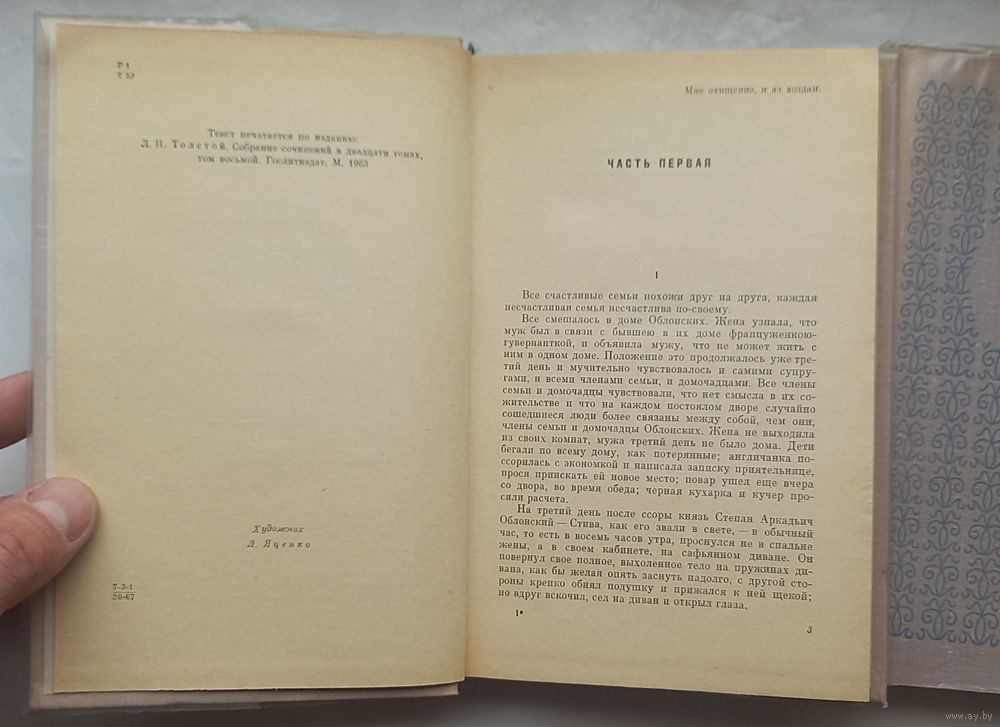 Р1
Т53
Текст печатается по изданию:
Л. Н. Толстой. Собрание сочинений в двадцати томах,
том восьмой. Гослитиздат, М. 1963
Художник
Л. Яценко
7-3-1
20-67
Мне отмщение, и аз воздам.
ЧАСТЬ ПЕРВАЯ
I
Все счастливые семьи похожи друг на друга, каждая
несчастливая семья несчастлива по-своему.
Все смешалось в доме Облонских. Жена узнала, что
муж был в связи с бывшею в их доме француженкою-
гувернанткой, и объявила мужу, что не может жить с
ним в одном доме. Положение это продолжалось уже тре-
тий день и мучительно чувствовалось и самими супру-
гами, и всеми членами семьи, и домочадцами. Все члены
семьи и домочадцы чувствовали, что нет смысла в их со-
жительстве и что на каждом постоялом дворе случайно
сошедшиеся люди более связаны между собой, чем они,
члены семьи и домочадцы Облонских. Жена не выходила
из своих комнат, мужа третий день не было дома. Дети
бегали по всему дому, как потерянные; англичанка по-
ссорилась с экономкой и написала записку приятельнице,
прося приискать ей новое место; повар ушел еще вчера
со двора, во время обеда; черная кухарка и кучер про-
сили расчета.
На третий день после ссоры князь Степан Аркадьич
Облонский — Стива, как его звали в свете, — в обычный
час, то есть в восемь часов утра, проснулся не в спальне
жены, а в своем кабинете, на сафьянном диване. Он
повернул свое полное, выхоленное тело на пружинах ди-
вана, как бы желая опять заснуть надолго, с другой сто-
роны крепко обнял подушку и прижался к ней щекой;
но вдруг вскочил, сел на диван и открыл глаза.
1*
3
www.ay.by